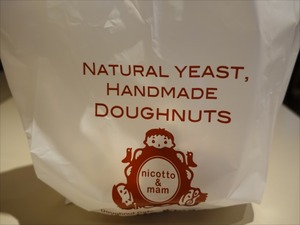 NATURAL YEAST,
HANDMADE
DOUGHNUTS
nicotto
& 
mam